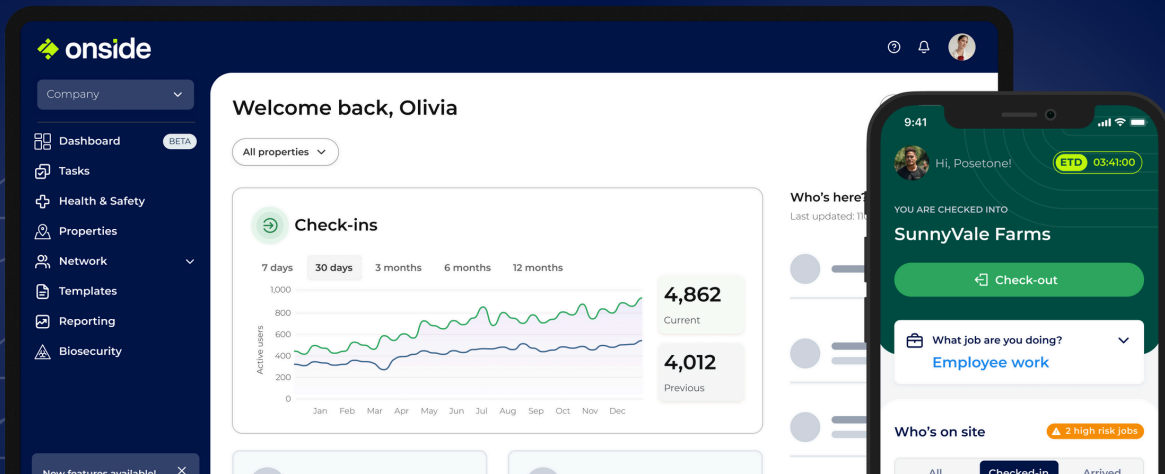 onside
Company
Dashboard
BETA
Tasks
Health & Safety
Properties
Network
Templates
Reporting
Biosecurity
New features available!
Welcome back, Olivia
All properties
Check-ins
7 days 30 days 3 months 6 months 12 months
Active users
1,000
800
600
400
200
0
Jan Feb Mar Apr May Jun Jul Aug Sep Oct Nov Dec
4,862
Current
4,012
Previous
Who's here?
Last updated:
9:41
Hi, Posetone!
ETD 03:41:00
YOU ARE CHECKED INTO
SunnyVale Farms
Check-out
What job are you doing?
Employee work
Who's on site
2 high risk jobs
All Checked-in Arrived